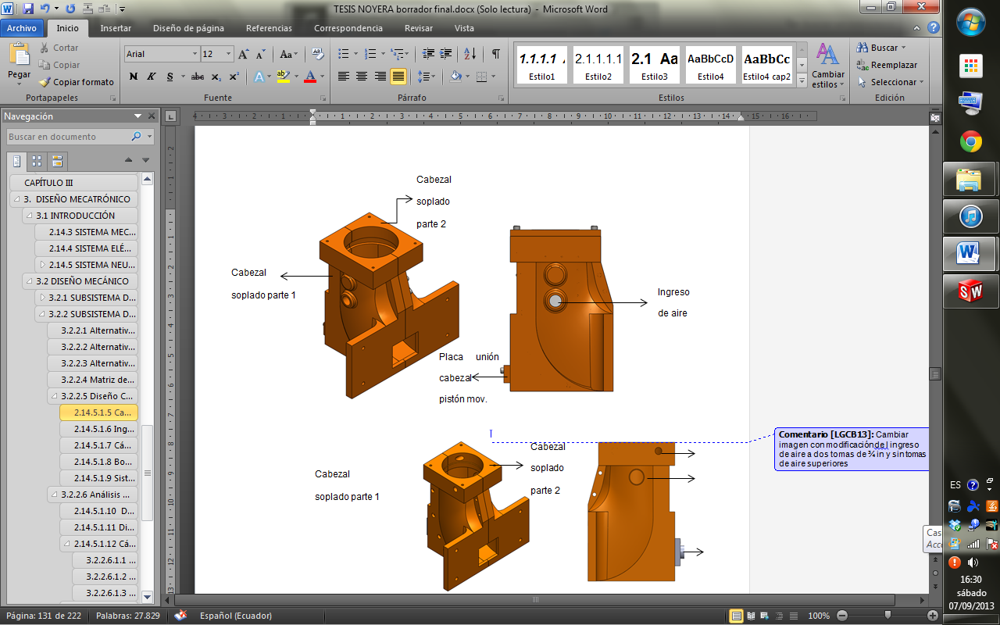 TESIS NOYERA borrador final.docx (Solo lectura) - Microsoft Word
Archivo Inicio Insertar Diseño de página Referencias Correspondencia Revisar Vista
Pegar
Cortar
Copiar
Copiar formato
Portapapeles
Arial 12
N K S abc x₂ x²
Fuente
Párrafo
1.1.1.1 2.1.1.1.1 2.1 Aa AaBbCcD AaBbCc
Estilo1 Estilo2 Estilo3 Estilo4 Estilo4 cap2
Cambiar estilos
Estilos
Buscar
Reemplazar
Seleccionar
Edición
Navegación
Buscar en documento
CAPÍTULO III
3. DISEÑO MECATRÓNICO
3.1 INTRODUCCIÓN
2.14.3 SISTEMA MEC...
2.14.4 SISTEMA ELÉ...
2.14.5 SISTEMA NEU...
3.2 DISEÑO MECÁNICO
3.2.1 SUBSISTEMA D...
3.2.2 SUBSISTEMA D...
3.2.2.1 Alternativ...
3.2.2.2 Alternativ...
3.2.2.3 Alternativ...
3.2.2.4 Matriz de...
3.2.2.5 Diseño C...
2.14.5.1.5 Ca...
2.14.5.1.6 Ing...
2.14.5.1.7 Cá...
2.14.5.1.8 Bo...
2.14.5.1.9 Sist...
3.2.2.6 Análisis ...
2.14.5.1.10 D...
2.14.5.1.11 Di...
2.14.5.1.12 Cá...
3.2.2.6.1.1 ...
3.2.2.6.1.2 ...
3.2.2.6.1.3 ...
Cabezal
soplado
parte 2
Cabezal
soplado parte 1
Ingreso
de aire
Placa unión
cabezal
pistón mov.
Cabezal
soplado
parte 2
Cabezal
soplado parte 1
Comentario [LGCB13]: Cambiar
imagen con modificación del ingreso
de aire a dos tomas de ¾ in y sin tomas
de aire superiores
Página: 131 de 222 Palabras: 27.829 Español (Ecuador) 100%
SW
ES
Cas
Acce
16:30
sábado
07/09/2013